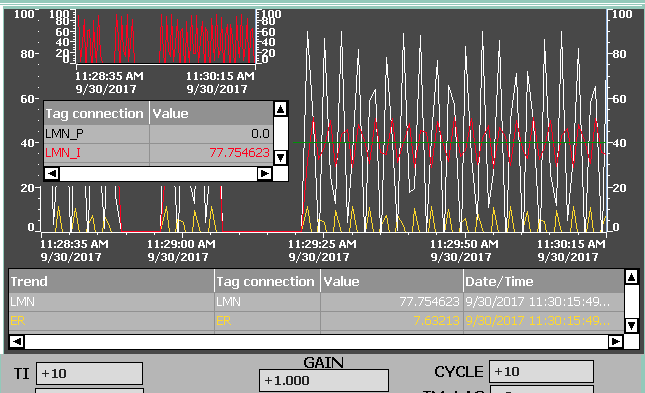 100 100 100 100
80 80
60 60
80 40 40 80
20 20
0 0
11:28:35 AM 11:30:15 AM
9/30/2017 9/30/2017
60 60
Tag connection Value
LMN_P 0.0
40 40
LMN_I 77.754623
20 20
0 0
11:28:35 AM 11:29:00 AM 11:29:25 AM 11:29:50 AM 11:30:15 AM
9/30/2017 9/30/2017 9/30/2017 9/30/2017 9/30/2017
Trend Tag connection Value Date/Time
LMN LMN 77.754623 9/30/2017 11:30:15:49...
ER ER 7.63213 9/30/2017 11:30:15:49...
GAIN
TI +10 +1.000 CYCLE +10